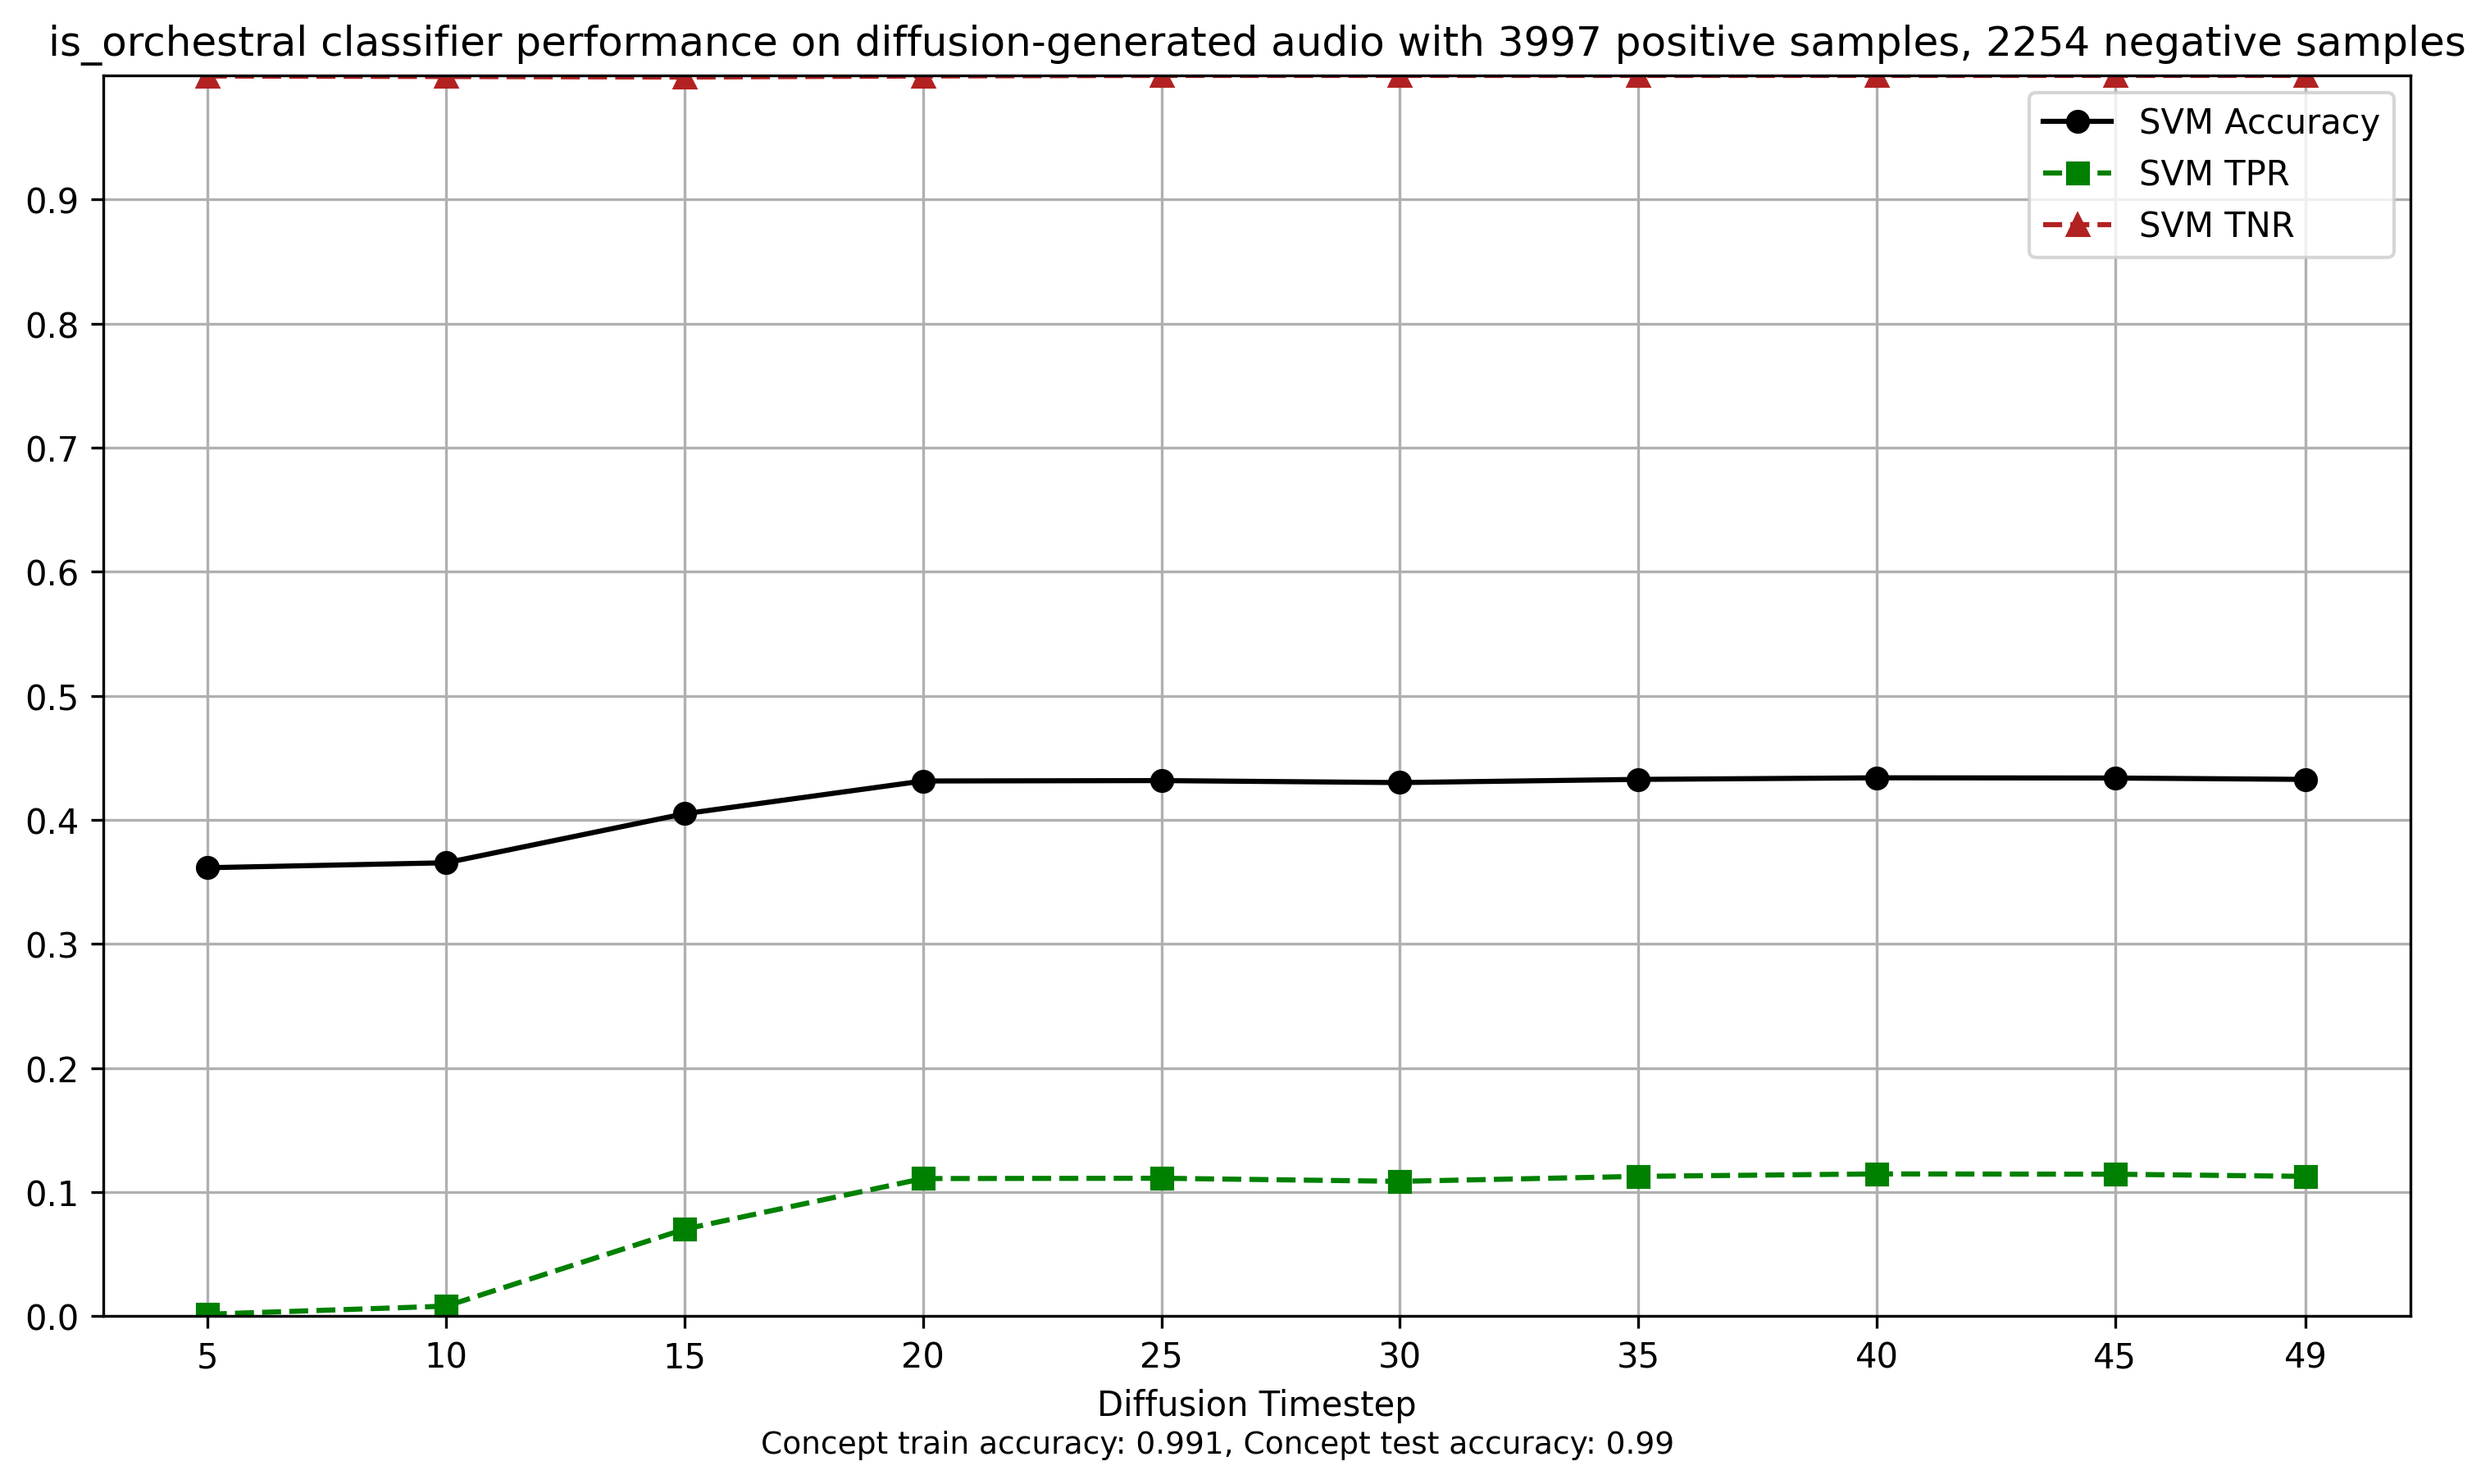 is_orchestral classifier performance on diffusion-generated audio with 3997 positive samples, 2254 negative samples
SVM Accuracy
SVM TPR
SVM TNR
0.9
0.8
0.7
0.6
0.5
0.4
0.3
0.2
0.1
0.0
5 10 15 20 25 30 35 40 45 49
Diffusion Timestep
Concept train accuracy: 0.991, Concept test accuracy: 0.99